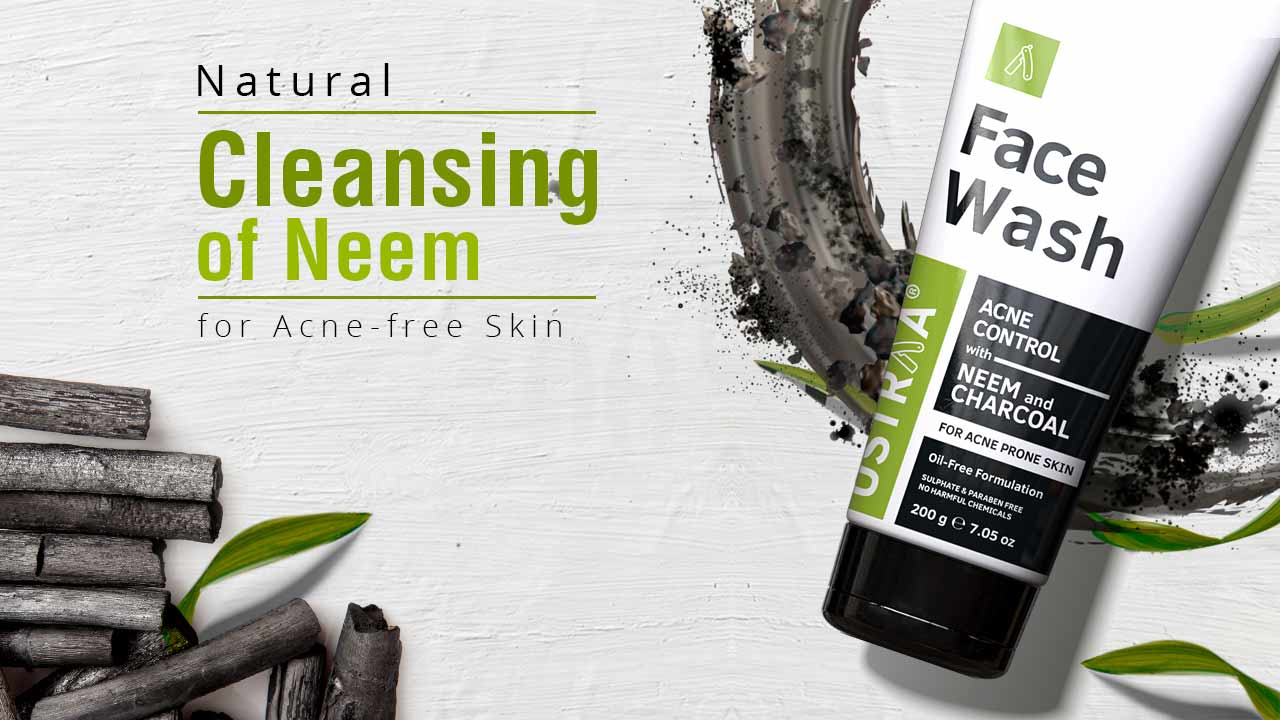 Natural
Cleansing
of Neem
for Acne-free Skin
Face
Wash
USTRAA®
ACNE
CONTROL
with
NEEM and
CHARCOAL
FOR ACNE PRONE SKIN
Oil-Free Formulation
SULPHATE & PARABEN FREE
NO HARMFUL CHEMICALS
200 g ℮ 7.05 oz